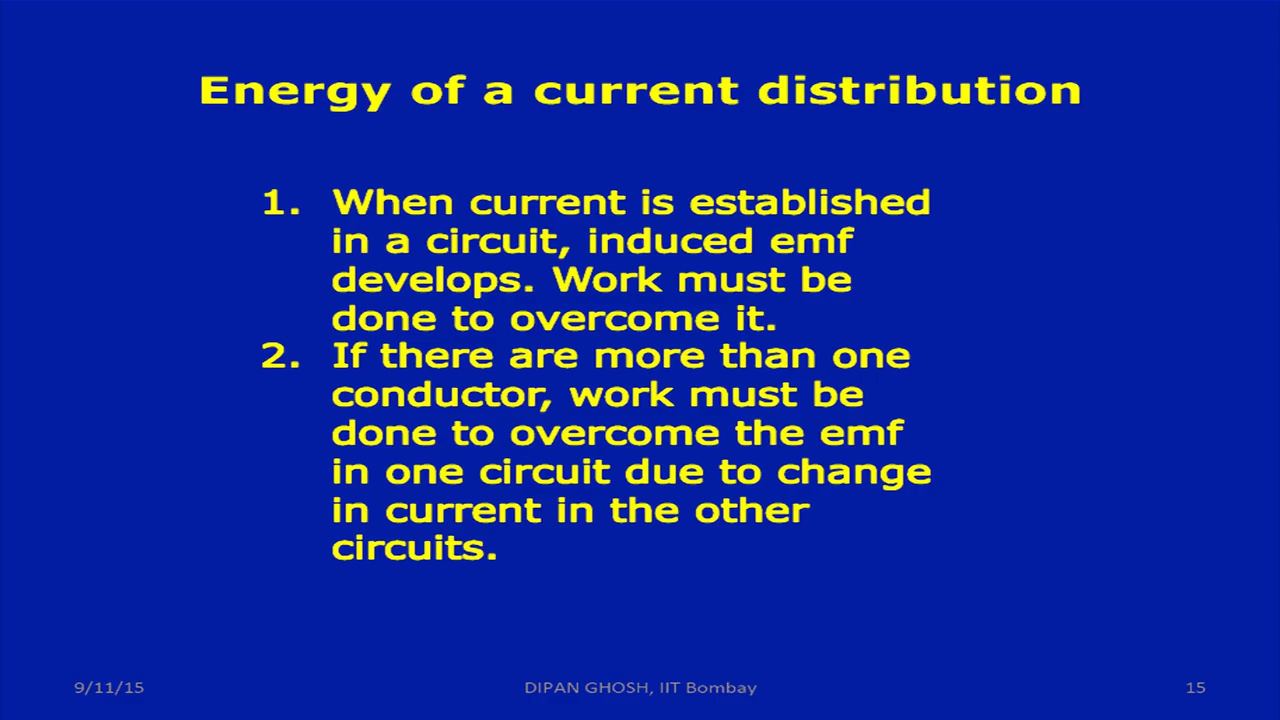 Energy of a current distribution
1. When current is established
in a circuit, induced emf
develops. Work must be
done to overcome it.
2. If there are more than one
conductor, work must be
done to overcome the emf
in one circuit due to change
in current in the other
circuits.
9/11/15 DIPAN GHOSH, IIT Bombay 15